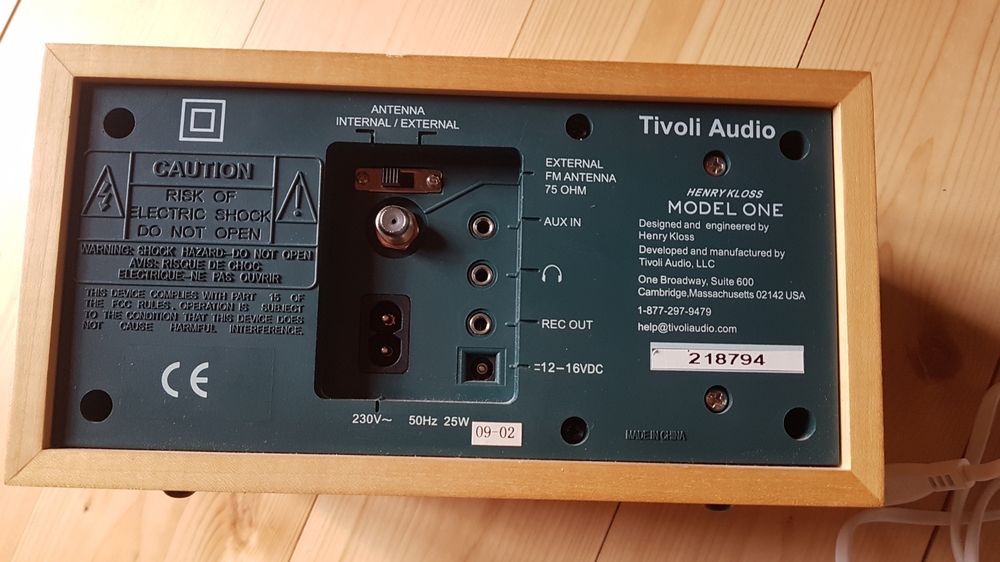 ANTENNA
INTERNAL / EXTERNAL
CAUTION
RISK OF
ELECTRIC SHOCK
DO NOT OPEN
WARNING: SHOCK HAZARD-DO NOT OPEN
AVIS: RISQUE DE CHOC
ELECTRIQUE-NE PAS OUVRIR
THIS DEVICE COMPLIES WITH PART 15 OF
THE FCC RULES. OPERATION IS SUBJECT
TO THE CONDITION THAT THIS DEVICE DOES
NOT CAUSE HARMFUL INTERFERENCE.
CE
EXTERNAL
FM ANTENNA
75 OHM
AUX IN
REC OUT
=12-16VDC
230V~ 50Hz 25W
09-02
Tivoli Audio
HENRY KLOSS
MODEL ONE
Designed and engineered by
Henry Kloss
Developed and manufactured by
Tivoli Audio, LLC
One Broadway, Suite 600
Cambridge,Massachusetts 02142 USA
1-877-297-9479
help@tivoliaudio.com
218794
MADE IN CHINA